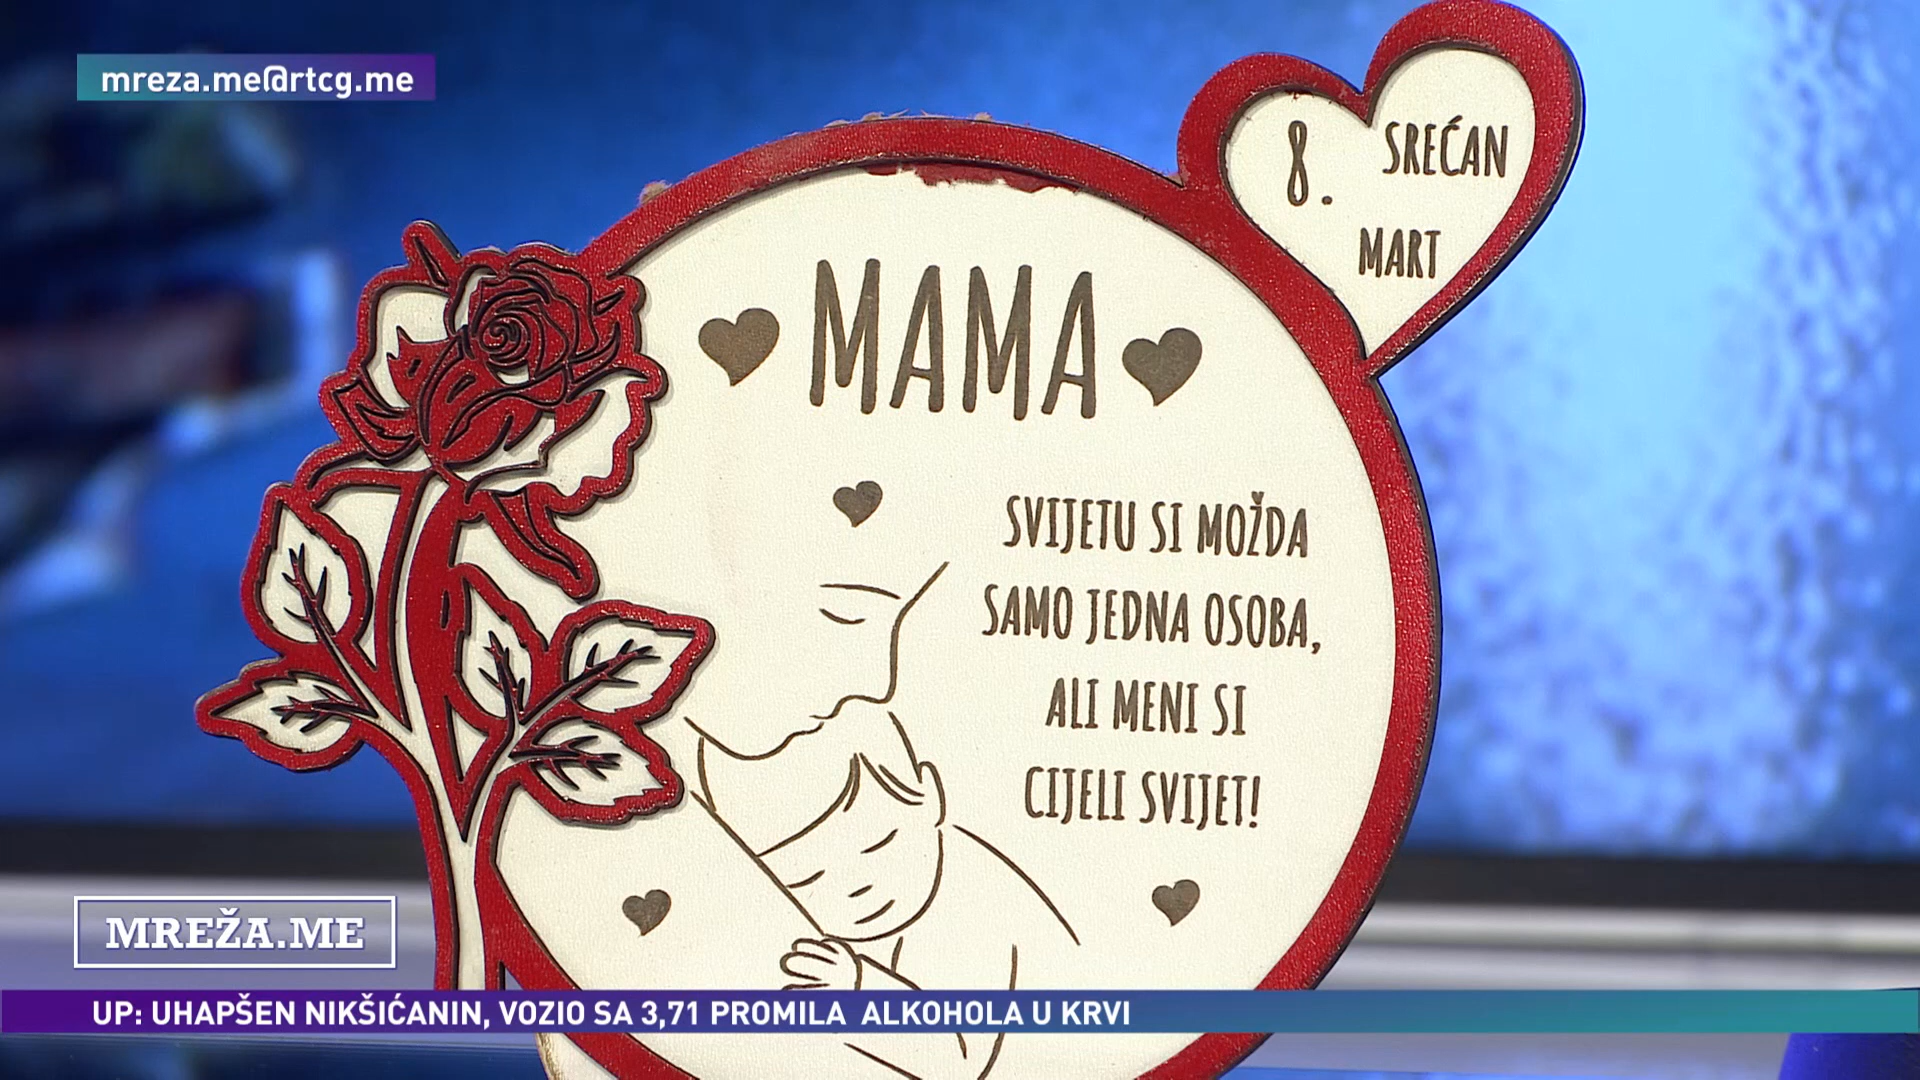 mreza.me@rtcg.me
8. SREĆAN
MART
MAMA
SVIJETU SI MOŽDA
SAMO JEDNA OSOBA,
ALI MENI SI
CIJELI SVIJET!
MREŽA.ME
UP: UHAPŠEN NIKŠIĆANIN, VOZIO SA 3,71 PROMILA ALKOHOLA U KRVI